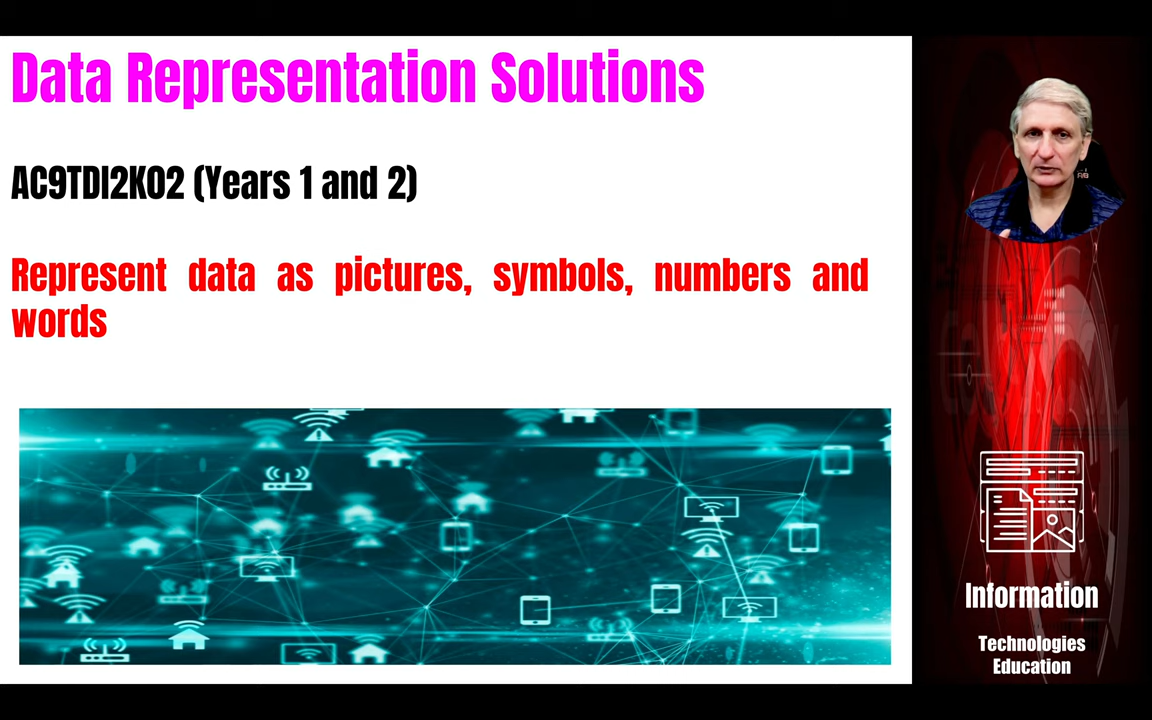 Data Representation Solutions
AC9TDI2K02 (Years 1 and 2)
Represent data as pictures, symbols, numbers and
words
Information
Technologies
Education